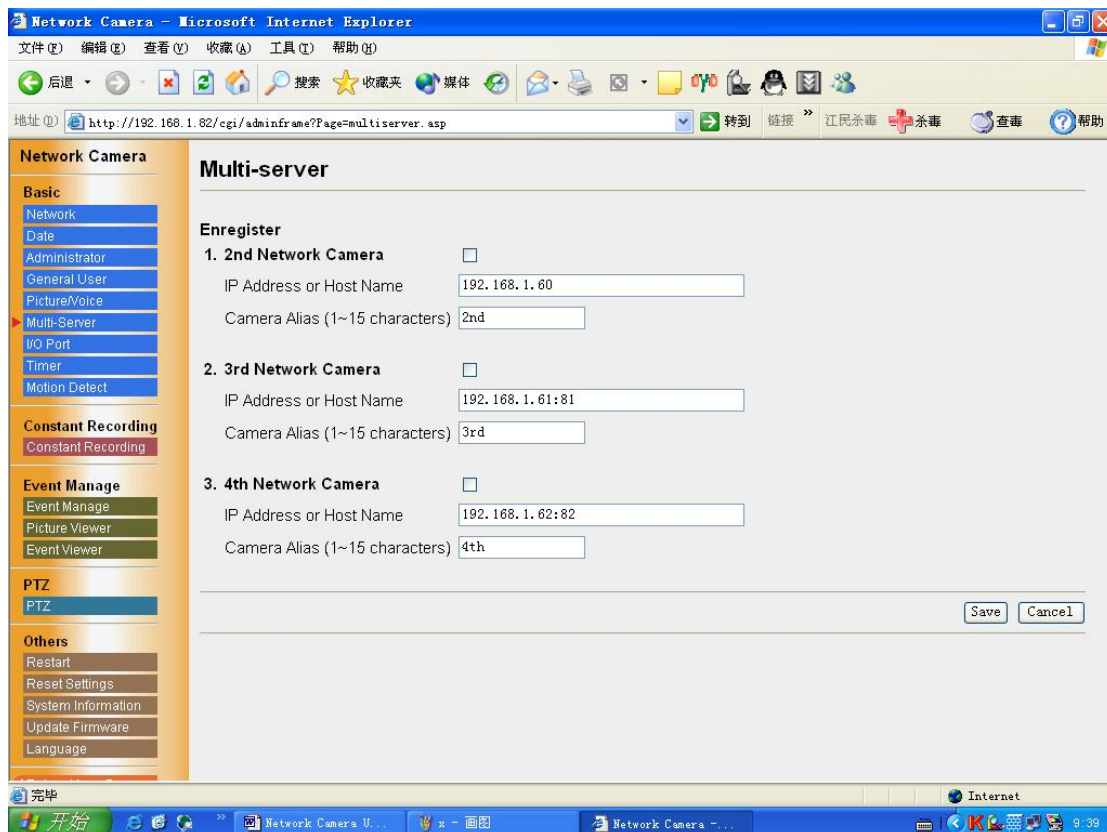 Network Camera - Microsoft Internet Explorer
文件(F) 编辑(E) 查看(V) 收藏(A) 工具(T) 帮助(H)
后退 搜索 收藏夹 媒体
地址(D) http://192.168.1.82/cgi/adminframe?Page=multiserver.asp 转到 链接 » 江民杀毒 杀毒 查毒 帮助
Network Camera
Basic
Network
Date
Administrator
General User
Picture/Voice
Multi-Server
I/O Port
Timer
Motion Detect
Constant Recording
Constant Recording
Event Manage
Event Manage
Picture Viewer
Event Viewer
PTZ
PTZ
Others
Restart
Reset Settings
System Information
Update Firmware
Language
Multi-server
Enregister
1. 2nd Network Camera
IP Address or Host Name 192.168.1.60
Camera Alias (1~15 characters) 2nd
2. 3rd Network Camera
IP Address or Host Name 192.168.1.61:81
Camera Alias (1~15 characters) 3rd
3. 4th Network Camera
IP Address or Host Name 192.168.1.62:82
Camera Alias (1~15 characters) 4th
Save Cancel
完毕 Internet
开始 » Network Camera U... x - 画图 Network Camera -... 9:39